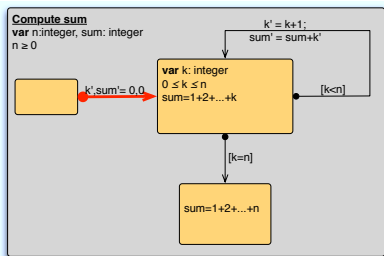 Compute sum
var n:integer, sum: integer
n ≥ 0
k' = k+1;
sum' = sum+k'
k',sum'= 0,0
var k: integer
0 ≤ k ≤ n
sum=1+2+...+k
[k<n]
[k=n]
sum=1+2+...+n